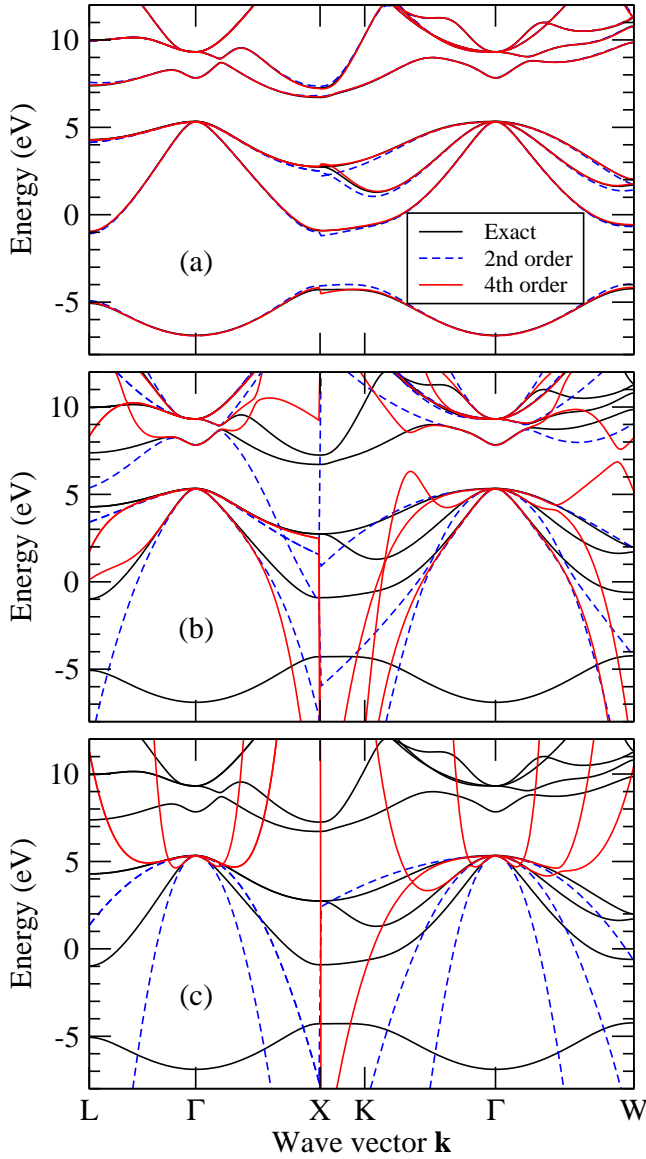 10
5
0
-5
Energy (eV)
(a)
Exact
2nd order
4th order
10
5
0
-5
Energy (eV)
(b)
10
5
0
-5
Energy (eV)
(c)
L Γ X K Γ W
Wave vector k